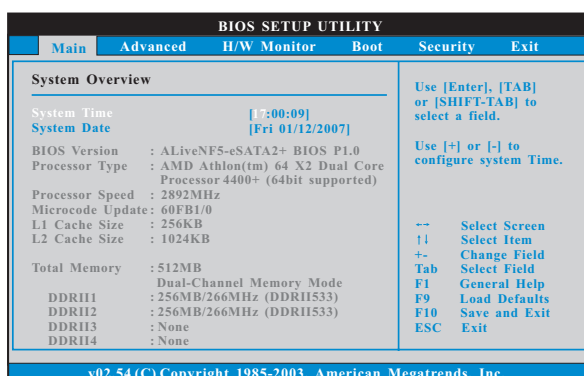 BIOS SETUP UTILITY
Main Advanced H/W Monitor Boot Security Exit
System Overview
System Time [17:00:09]
System Date [Fri 01/12/2007]
BIOS Version : ALiveNF5-eSATA2+ BIOS P1.0
Processor Type : AMD Athlon(tm) 64 X2 Dual Core
Processor 4400+ (64bit supported)
Processor Speed : 2892MHz
Microcode Update : 60FB1/0
L1 Cache Size : 256KB
L2 Cache Size : 1024KB
Total Memory : 512MB
Dual-Channel Memory Mode
DDRII1 : 256MB/266MHz (DDRII533)
DDRII2 : 256MB/266MHz (DDRII533)
DDRII3 : None
DDRII4 : None
Use [Enter], [TAB]
or [SHIFT-TAB] to
select a field.
Use [+] or [-] to
configure system Time.
←→ Select Screen
↑↓ Select Item
+- Change Field
Tab Select Field
F1 General Help
F9 Load Defaults
F10 Save and Exit
ESC Exit
v02.54 (C) Copyright 1985-2003, American Megatrends, Inc.